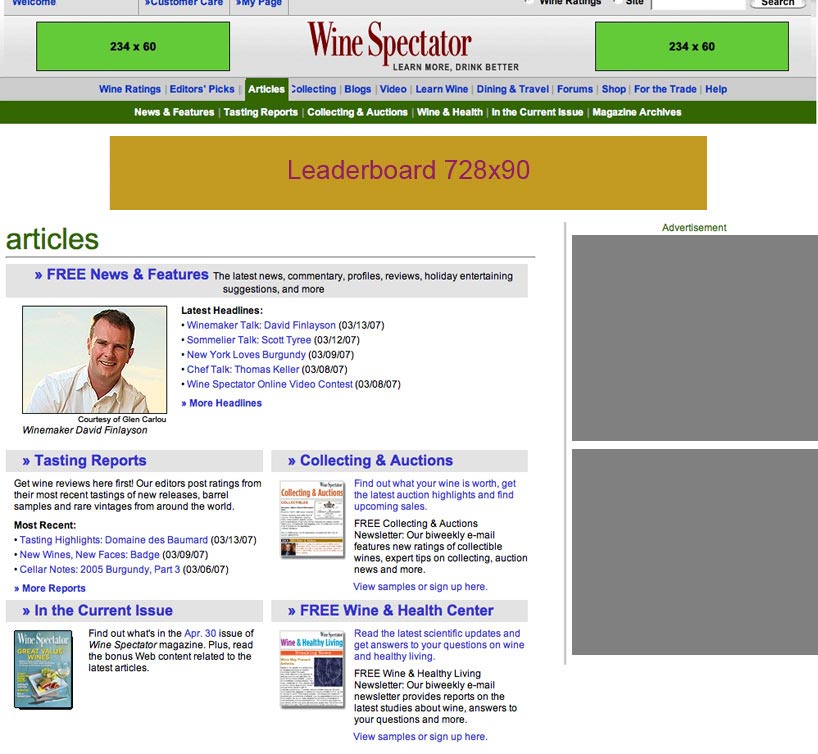 Welcome »Customer Care »My Page Wine Ratings Site Search
234 x 60
Wine Spectator
LEARN MORE, DRINK BETTER
234 x 60
Wine Ratings | Editors' Picks | Articles Collecting | Blogs | Video | Learn Wine | Dining & Travel | Forums | Shop | For the Trade | Help
News & Features | Tasting Reports | Collecting & Auctions | Wine & Health | In the Current Issue | Magazine Archives
Leaderboard 728x90
articles
» FREE News & Features The latest news, commentary, profiles, reviews, holiday entertaining
suggestions, and more
Courtesy of Glen Carlou
Winemaker David Finlayson
Latest Headlines:
• Winemaker Talk: David Finlayson (03/13/07)
• Sommelier Talk: Scott Tyree (03/12/07)
• New York Loves Burgundy (03/09/07)
• Chef Talk: Thomas Keller (03/08/07)
• Wine Spectator Online Video Contest (03/08/07)
» More Headlines
» Tasting Reports
Get wine reviews here first! Our editors post ratings from
their most recent tastings of new releases, barrel
samples and rare vintages from around the world.
Most Recent:
• Tasting Highlights: Domaine des Baumard (03/13/07)
• New Wines, New Faces: Badge (03/09/07)
• Cellar Notes: 2005 Burgundy, Part 3 (03/06/07)
» More Reports
» Collecting & Auctions
Wine Spectator
Collecting & Auctions
Find out what your wine is worth, get
the latest auction highlights and find
upcoming sales.
FREE Collecting & Auctions
Newsletter: Our biweekly e-mail
features new ratings of collectible
wines, expert tips on collecting, auction
news and more.
View samples or sign up here.
» In the Current Issue
Wine Spectator
GREAT VALUE
WINES
Find out what's in the Apr. 30 issue of
Wine Spectator magazine. Plus, read
the bonus Web content related to the
latest articles.
» FREE Wine & Health Center
Wine Spectator
Wine & Healthy Living
Read the latest scientific updates and
get answers to your questions on wine
and healthy living.
FREE Wine & Healthy Living
Newsletter: Our biweekly e-mail
newsletter provides reports on the
latest studies about wine, answers to
your questions and more.
View samples or sign up here.
Advertisement